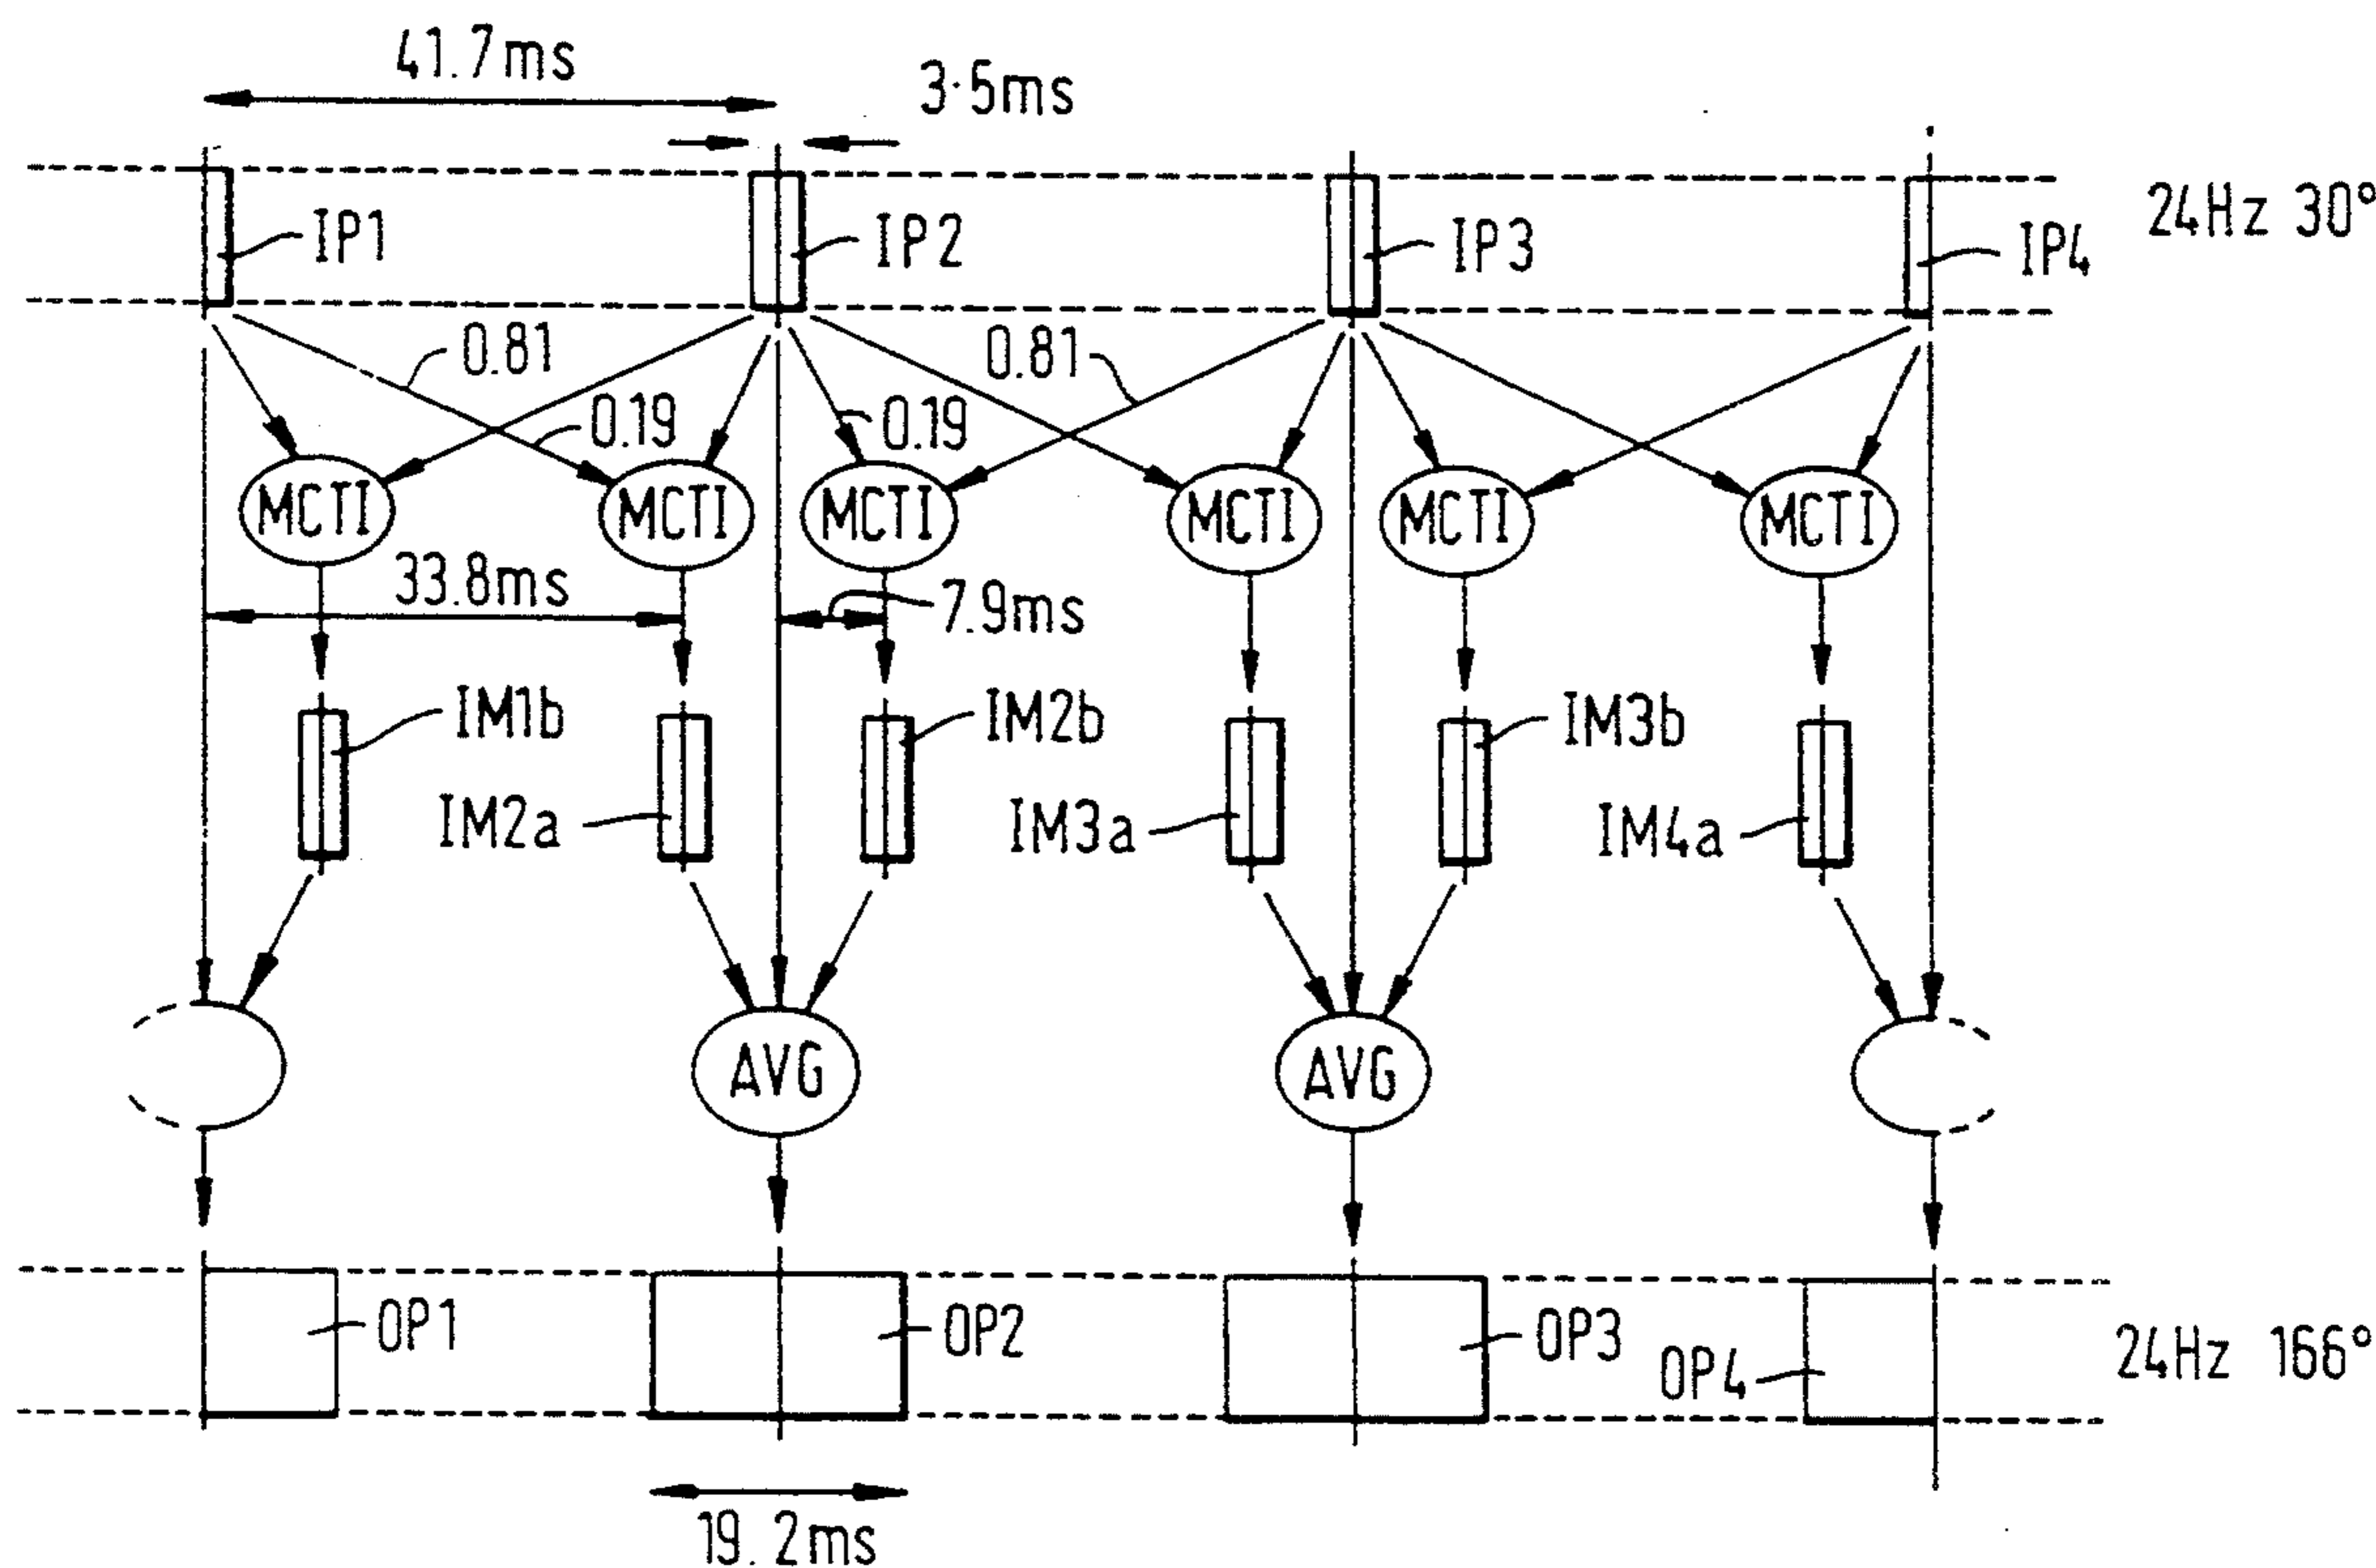 41.7ms
3·5ms
IP1
IP2
IP3
IP4
24Hz 30°
0.81
0.19
0.19
0.81
MCTI
MCTI
MCTI
MCTI
MCTI
MCTI
33.8ms
7.9ms
IM1b
IM2a
IM2b
IM3a
IM3b
IM4a
AVG
AVG
OP1
OP2
OP3
OP4
24Hz 166°
19.2ms